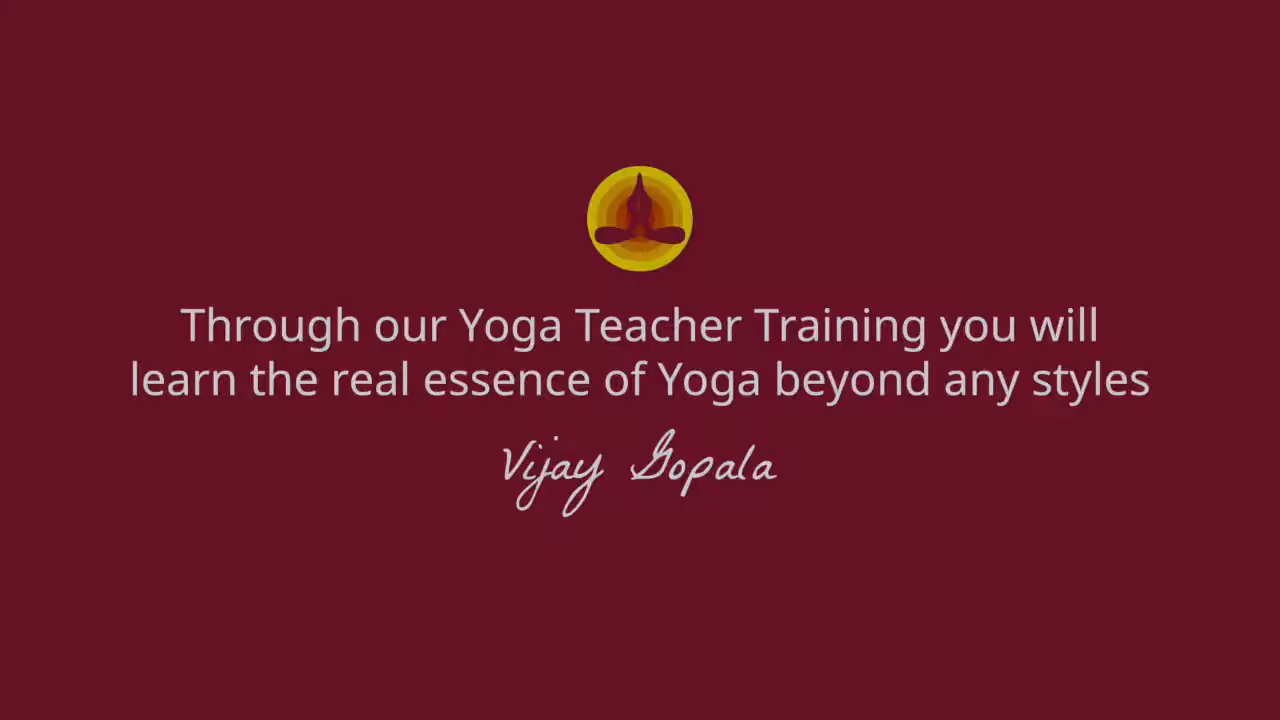 Through our Yoga Teacher Training you will
learn the real essence of Yoga beyond any styles
Vijay Gopala